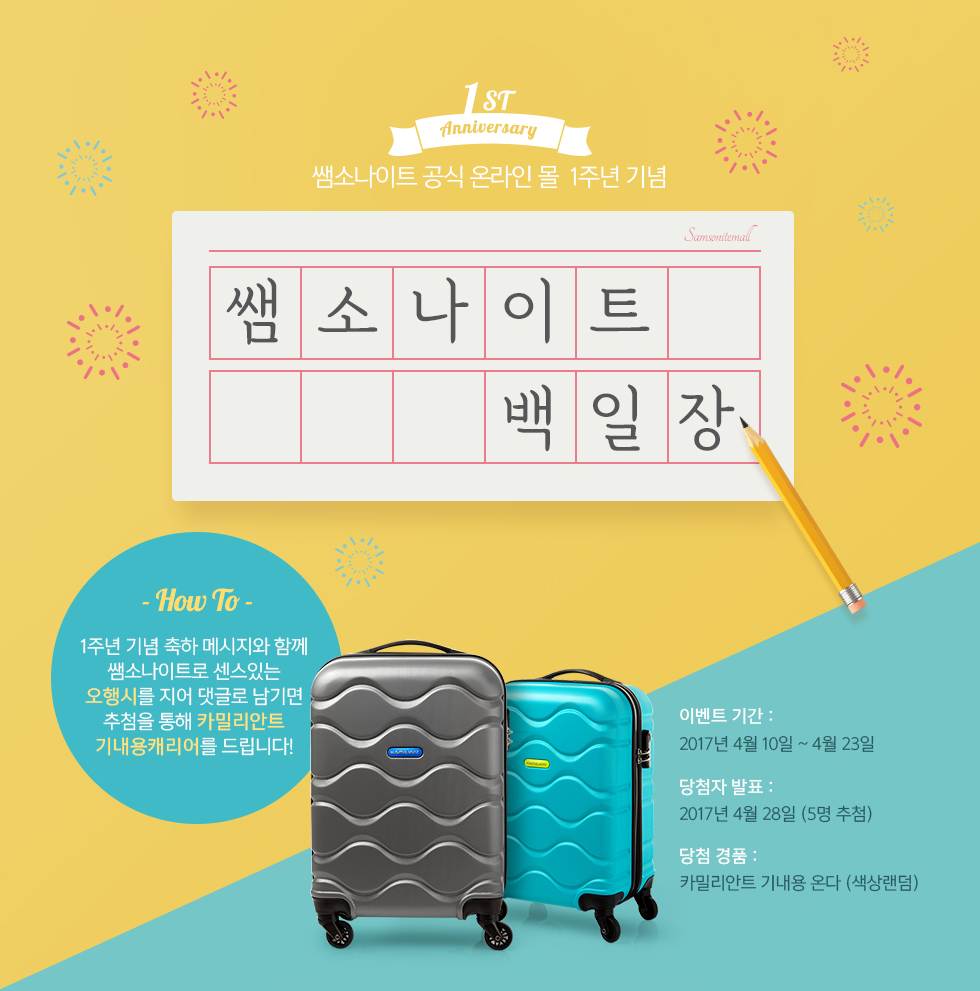 1ST
Anniversary
쌤소나이트 공식 온라인 몰 1주년 기념
Samsonitemall
쌤소나이트
백일장
- How To -
1주년 기념 축하 메시지와 함께
쌤소나이트로 센스있는
오행시를 지어 댓글로 남기면
추첨을 통해 카밀리안트
기내용캐리어를 드립니다!
이벤트 기간 :
2017년 4월 10일 ~ 4월 23일
당첨자 발표 :
2017년 4월 28일 (5명 추첨)
당첨 경품 :
카밀리안트 기내용 온다 (색상랜덤)